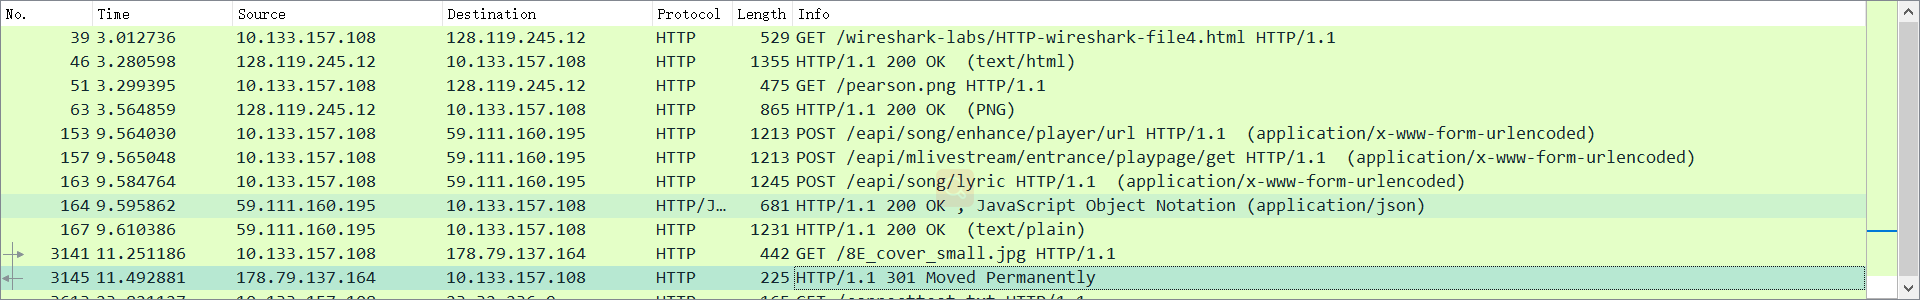 No. Time Source Destination Protocol Length Info
39 3.012736 10.133.157.108 128.119.245.12 HTTP 529 GET /wireshark-labs/HTTP-wireshark-file4.html HTTP/1.1
46 3.280598 128.119.245.12 10.133.157.108 HTTP 1355 HTTP/1.1 200 OK (text/html)
51 3.299395 10.133.157.108 128.119.245.12 HTTP 475 GET /pearson.png HTTP/1.1
63 3.564859 128.119.245.12 10.133.157.108 HTTP 865 HTTP/1.1 200 OK (PNG)
153 9.564030 10.133.157.108 59.111.160.195 HTTP 1213 POST /eapi/song/enhance/player/url HTTP/1.1 (application/x-www-form-urlencoded)
157 9.565048 10.133.157.108 59.111.160.195 HTTP 1213 POST /eapi/mlivestream/entrance/playpage/get HTTP/1.1 (application/x-www-form-urlencoded)
163 9.584764 10.133.157.108 59.111.160.195 HTTP 1245 POST /eapi/song/lyric HTTP/1.1 (application/x-www-form-urlencoded)
164 9.595862 59.111.160.195 10.133.157.108 HTTP/J… 681 HTTP/1.1 200 OK , JavaScript Object Notation (application/json)
167 9.610386 59.111.160.195 10.133.157.108 HTTP 1231 HTTP/1.1 200 OK (text/plain)
3141 11.251186 10.133.157.108 178.79.137.164 HTTP 442 GET /8E_cover_small.jpg HTTP/1.1
3145 11.492881 178.79.137.164 10.133.157.108 HTTP 225 HTTP/1.1 301 Moved Permanently